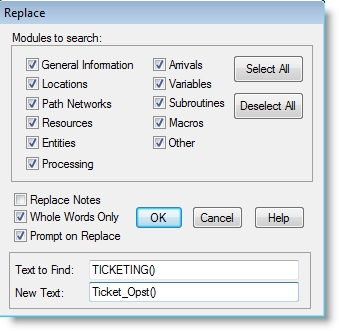 Replace
Modules to search:
General Information
Arrivals
Select All
Locations
Variables
Path Networks
Subroutines
Deselect All
Resources
Macros
Entities
Other
Processing
Replace Notes
Whole Words Only
OK
Cancel
Help
Prompt on Replace
Text to Find:
TICKETING()
New Text:
Ticket_Opst()